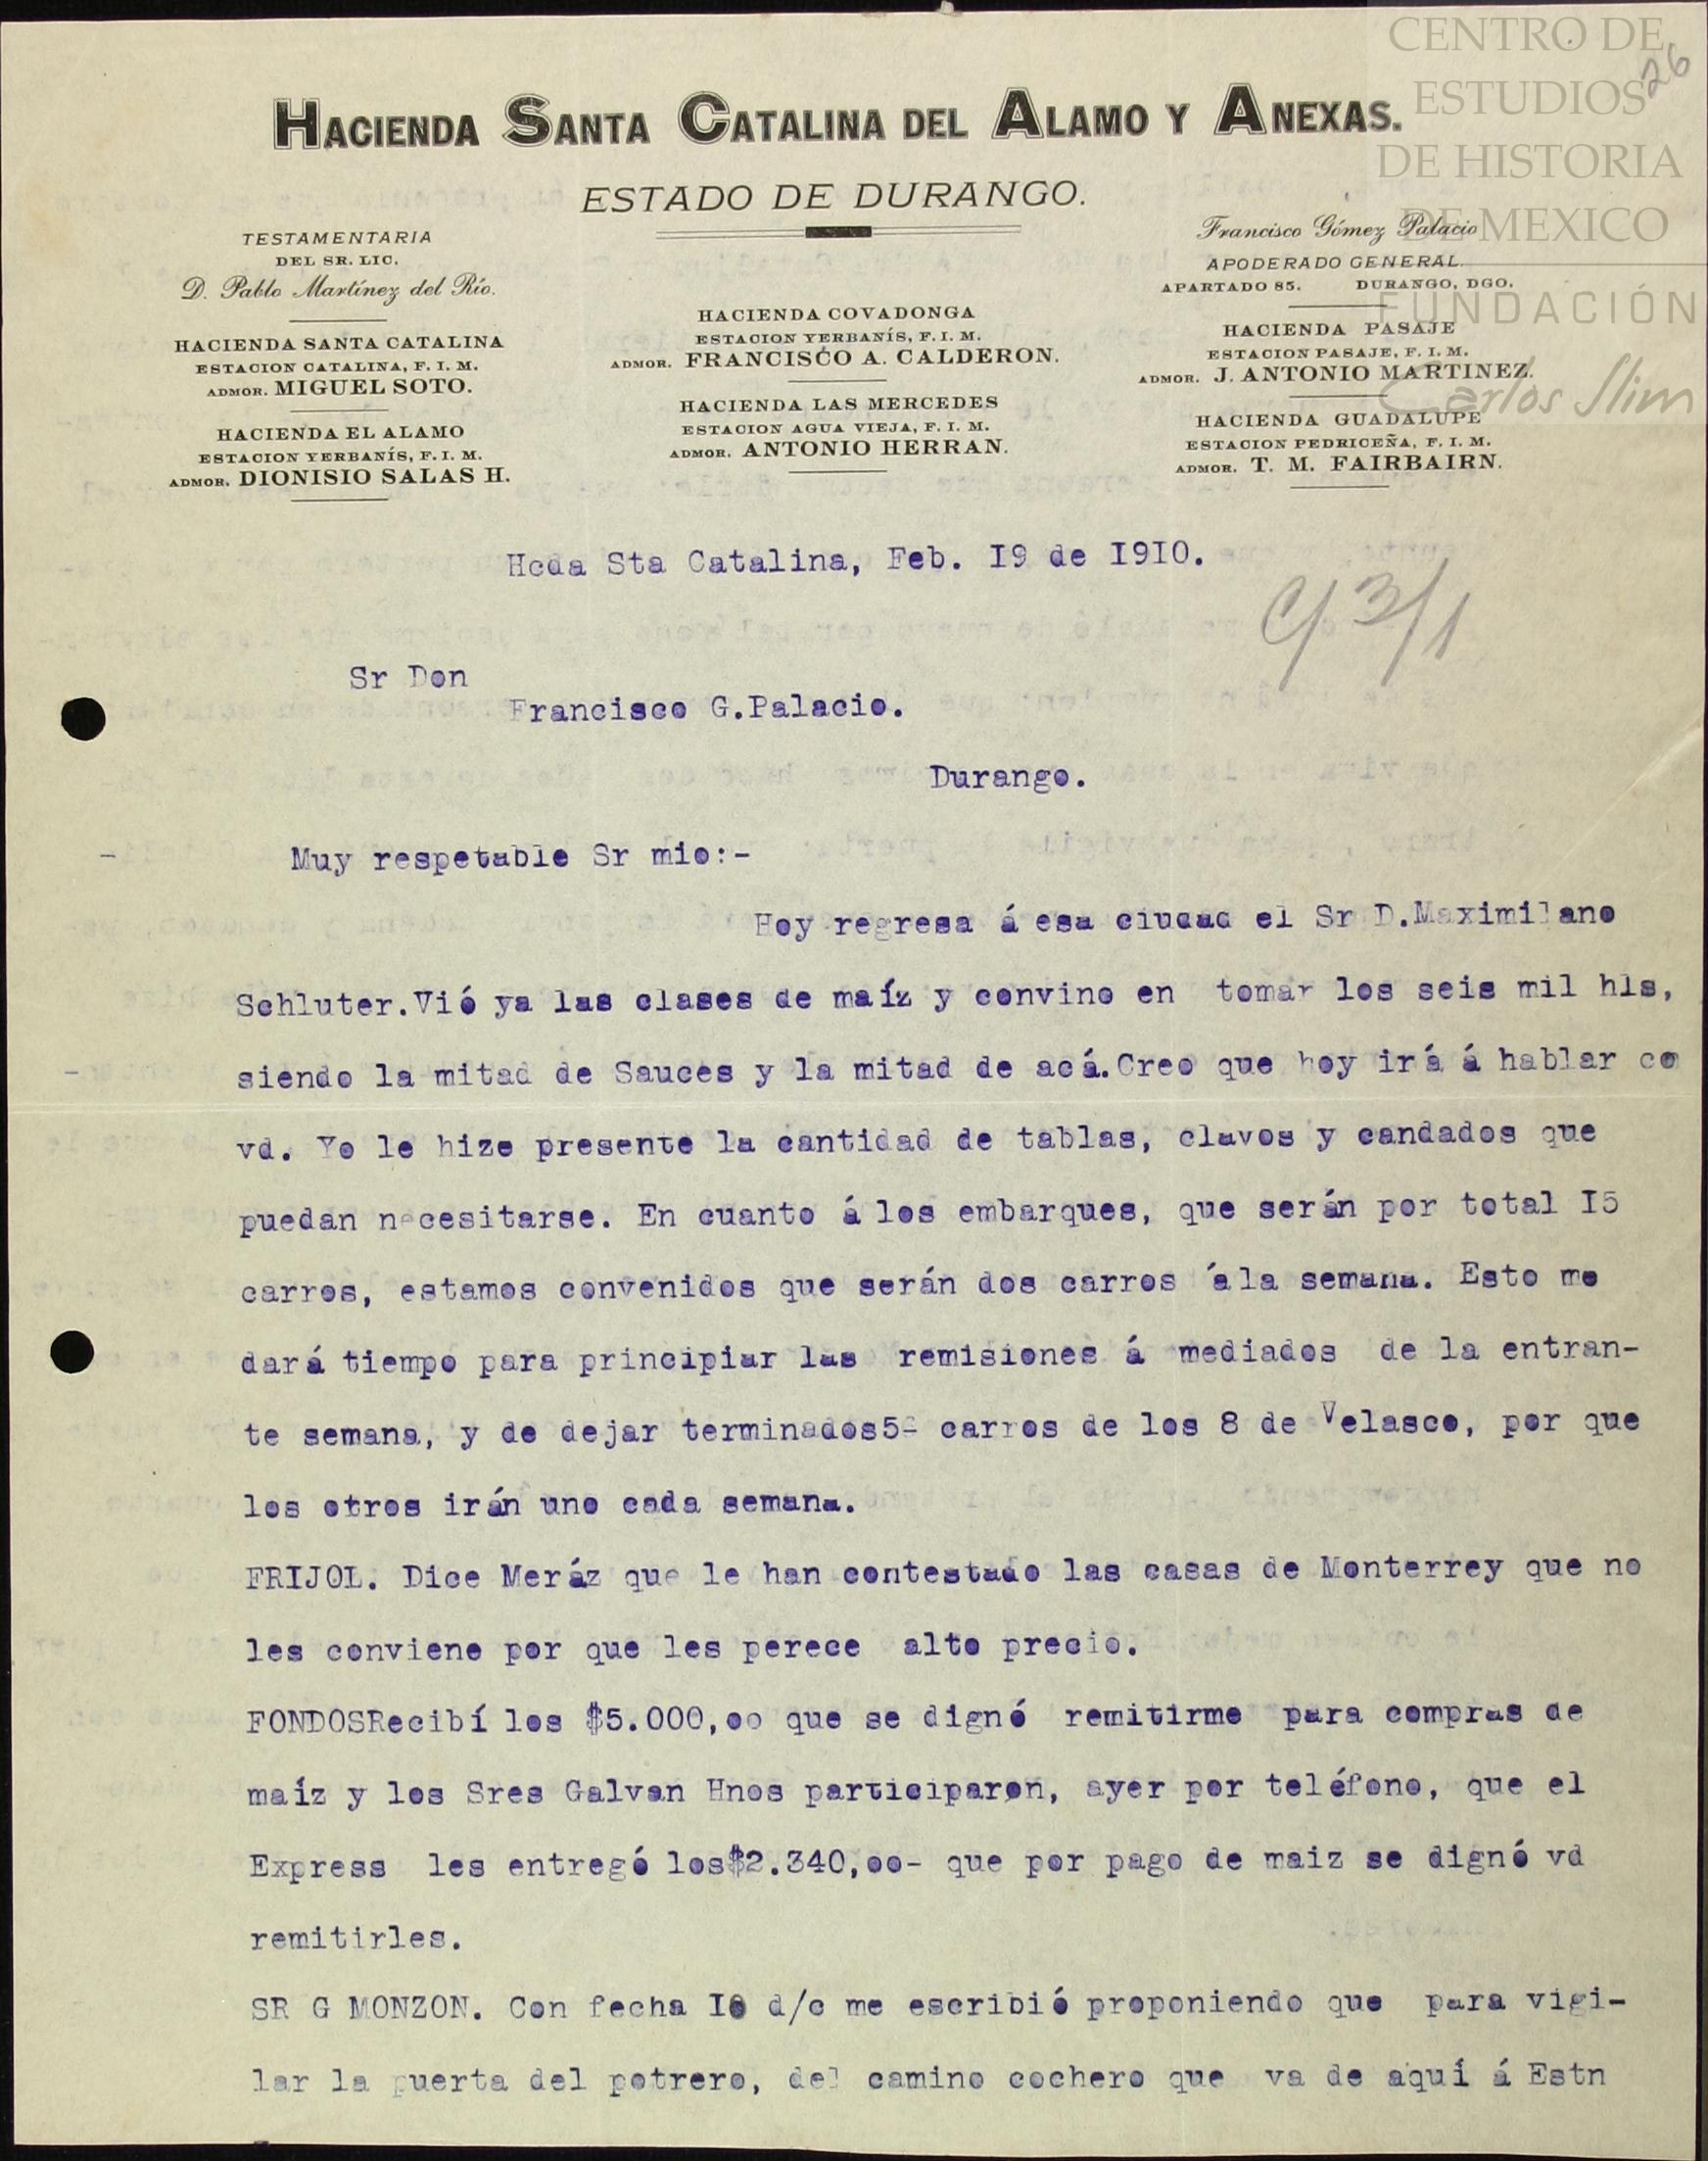 CENTRO DE
ESTUDIOS
DE HISTORIA
DE MEXICO
FUNDACIÓN
Carlos Slim
26
HACIENDA SANTA CATALINA DEL ALAMO Y ANEXAS.
ESTADO DE DURANGO.
TESTAMENTARIA
DEL SR. LIC.
D. Pablo Martínez del Río.
HACIENDA SANTA CATALINA
ESTACION CATALINA, F. I. M.
ADMOR. MIGUEL SOTO.
HACIENDA EL ALAMO
ESTACION YERBANÍS, F. I. M.
ADMOR. DIONISIO SALAS H.
HACIENDA COVADONGA
ESTACION YERBANÍS, F. I. M.
ADMOR. FRANCISCO A. CALDERON.
HACIENDA LAS MERCEDES
ESTACION AGUA VIEJA, F. I. M.
ADMOR. ANTONIO HERRAN.
Francisco Gómez Palacio
APODERADO GENERAL.
APARTADO 85. DURANGO, DGO.
HACIENDA PASAJE
ESTACION PASAJE, F. I. M.
ADMOR. J. ANTONIO MARTINEZ.
HACIENDA GUADALUPE
ESTACION PEDRICEÑA, F. I. M.
ADMOR. T. M. FAIRBAIRN.
Hcda Sta Catalina, Feb. I9 de I9I0.
Sr Don
Francisco G.Palacio.
Durango.
Muy respetable Sr mio:-
Hoy regresa á esa ciudad el Sr D.Maximilano
Schluter.Vió ya las clases de maíz y convino en tomar los seis mil hls,
siendo la mitad de Sauces y la mitad de acá.Creo que hoy irá á hablar co
vd. Yo le hize presente la cantidad de tablas, clavos y candados que
puedan necesitarse. En cuanto á los embarques, que serán por total I5
carros, estamos convenidos que serán dos carros ála semana. Esto me
dará tiempo para principiar las remisiones á mediados de la entran-
te semana, y de dejar terminados5 carros de los 8 de Velasco, por que
los otros irán uno cada semana.
FRIJOL. Dice Meráz que le han contestado las casas de Monterrey que no
les conviene por que les perece alto precio.
FONDOSRecibí los $5.000,oo que se dignó remitirme para compras de
maíz y los Sres Galvan Hnos participaron, ayer por teléfono, que el
Express les entregó los$2.340,oo- que por pago de maiz se dignó vd
remitirles.
SR G MONZON. Con fecha I6 d/c me escribió proponiendo que para vigi-
lar la puerta del potrero, del camino cochero que va de aquí á Estn